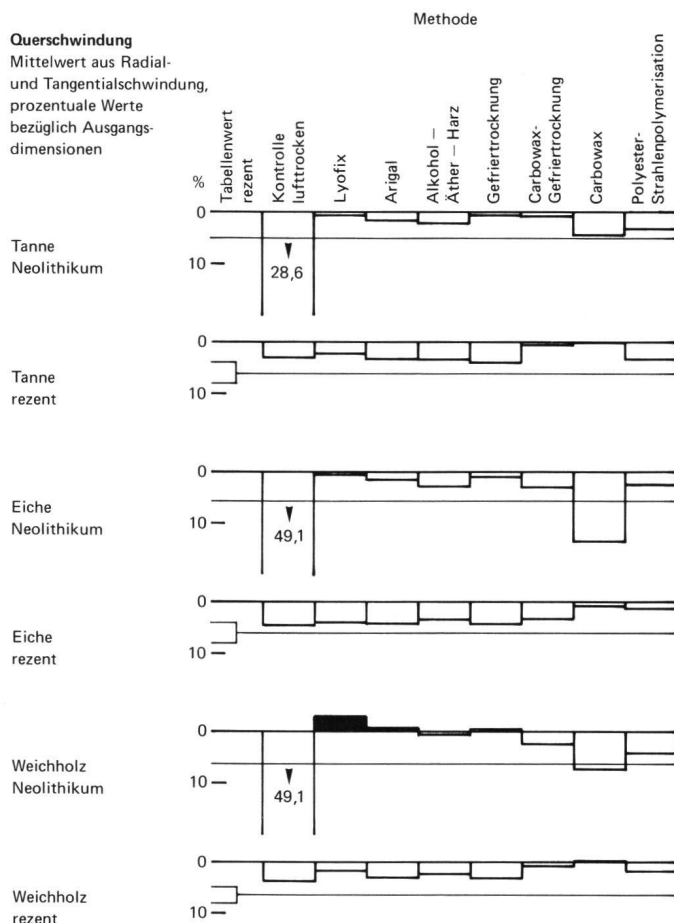 Methode
Querschwindung
Mittelwert aus Radial-
und Tangentialschwindung,
prozentuale Werte
bezüglich Ausgangs-
dimensionen
%
Tabellenwert
rezent
Kontrolle
lufttrocken
Lyofix
Arigal
Alkohol –
Äther – Harz
Gefriertrocknung
Carbowax-
Gefriertrocknung
Carbowax
Polyester-
Strahlenpolymerisation
0
Tanne
Neolithikum
10
28,6
0
Tanne
rezent
10
0
Eiche
Neolithikum
10
49,1
0
Eiche
rezent
10
0
Weichholz
Neolithikum
10
49,1
0
Weichholz
rezent
10